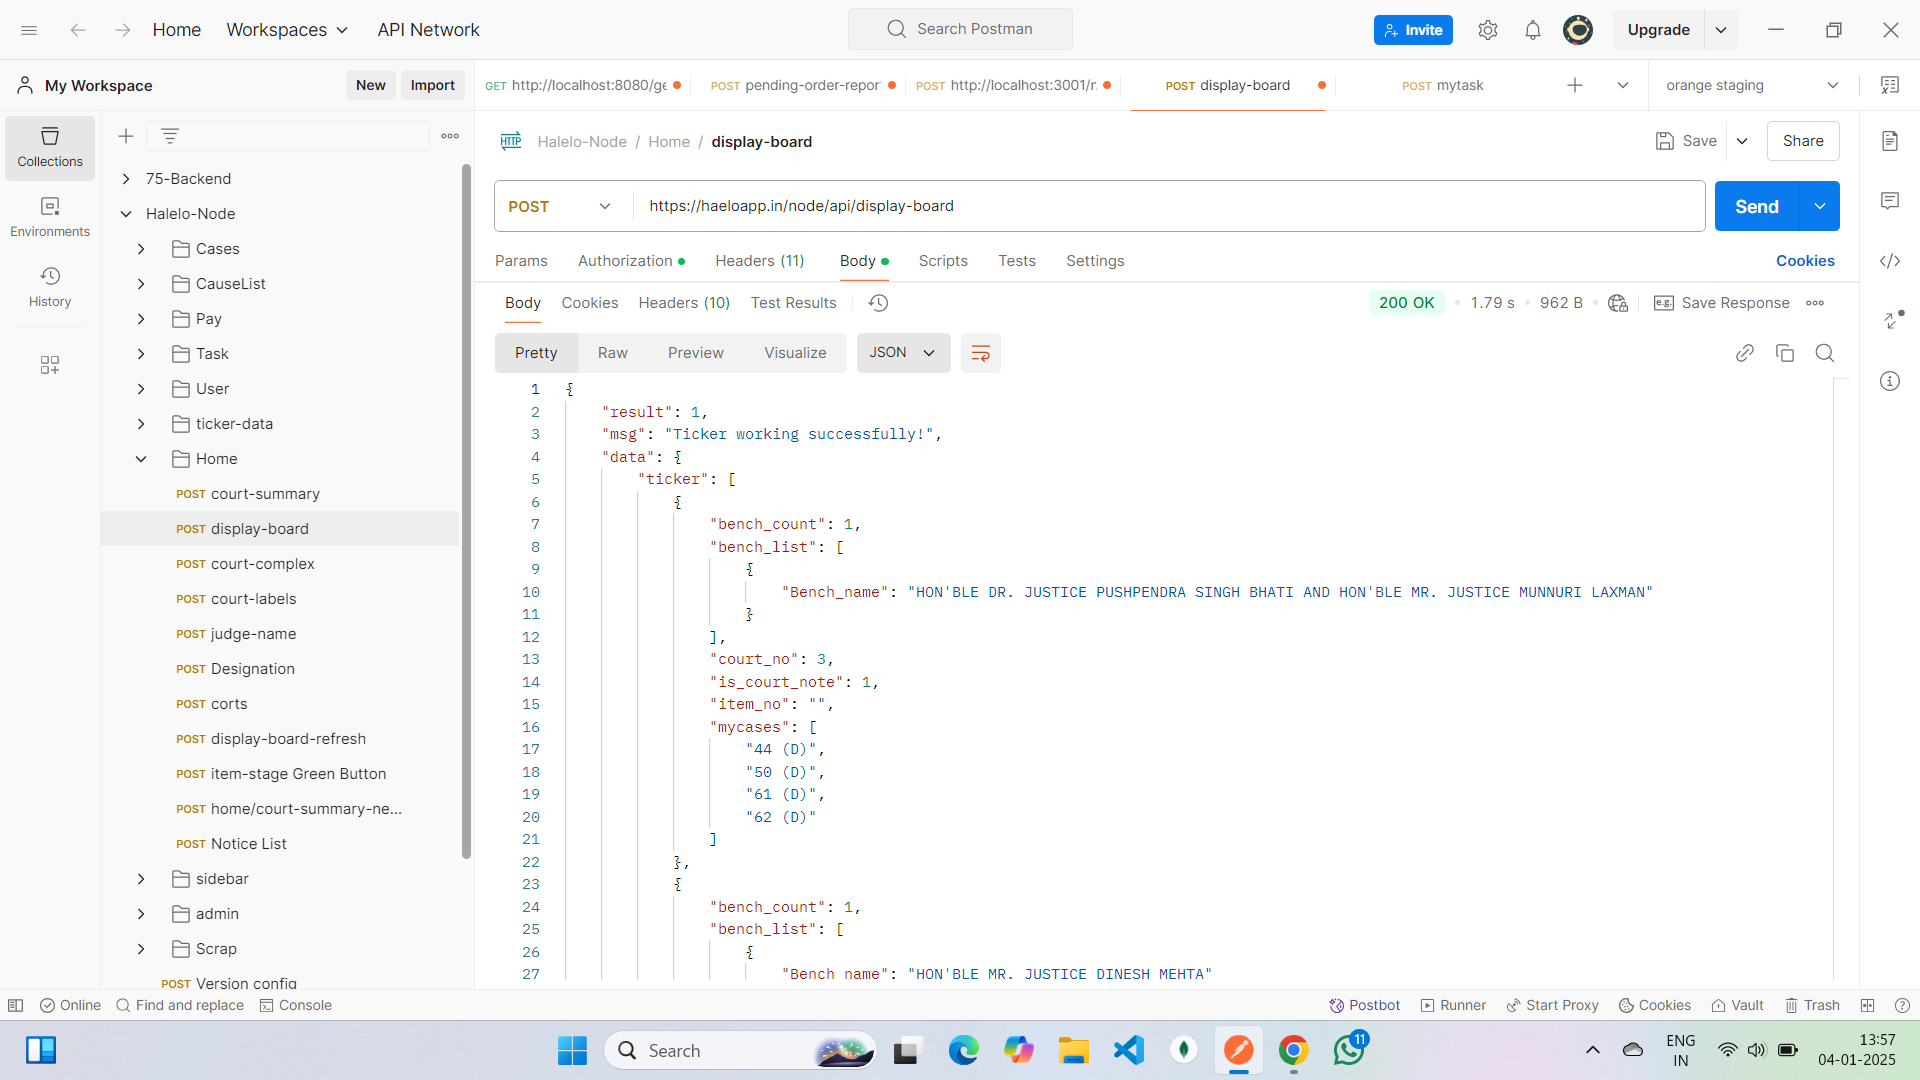 Home
Workspaces
API Network
Search Postman
Invite
Upgrade
My Workspace
New
Import
GET http://localhost:8080/ge
POST pending-order-repor
POST http://localhost:3001/r
POST display-board
POST mytask
orange staging
Collections
Environments
History
75-Backend
Halelo-Node
Cases
CauseList
Pay
Task
User
ticker-data
Home
POST court-summary
POST display-board
POST court-complex
POST court-labels
POST judge-name
POST Designation
POST corts
POST display-board-refresh
POST item-stage Green Button
POST home/court-summary-ne...
POST Notice List
sidebar
admin
Scrap
POST Version config
HTTP Halelo-Node / Home / display-board
Save
Share
POST
https://haeloapp.in/node/api/display-board
Send
Params
Authorization
Headers (11)
Body
Scripts
Tests
Settings
Cookies
Body
Cookies
Headers (10)
Test Results
200 OK
1.79 s
962 B
e.g. Save Response
Pretty
Raw
Preview
Visualize
JSON
1 {
2 "result": 1,
3 "msg": "Ticker working successfully!",
4 "data": {
5 "ticker": [
6 {
7 "bench_count": 1,
8 "bench_list": [
9 {
10 "Bench_name": "HON'BLE DR. JUSTICE PUSHPENDRA SINGH BHATI AND HON'BLE MR. JUSTICE MUNNURI LAXMAN"
11 }
12 ],
13 "court_no": 3,
14 "is_court_note": 1,
15 "item_no": "",
16 "mycases": [
17 "44 (D)",
18 "50 (D)",
19 "61 (D)",
20 "62 (D)"
21 ]
22 },
23 {
24 "bench_count": 1,
25 "bench_list": [
26 {
27 "Bench name": "HON'BLE MR. JUSTICE DINESH MEHTA"
Online
Find and replace
Console
Postbot
Runner
Start Proxy
Cookies
Vault
Trash
Search
11
ENG
IN
13:57
04-01-2025